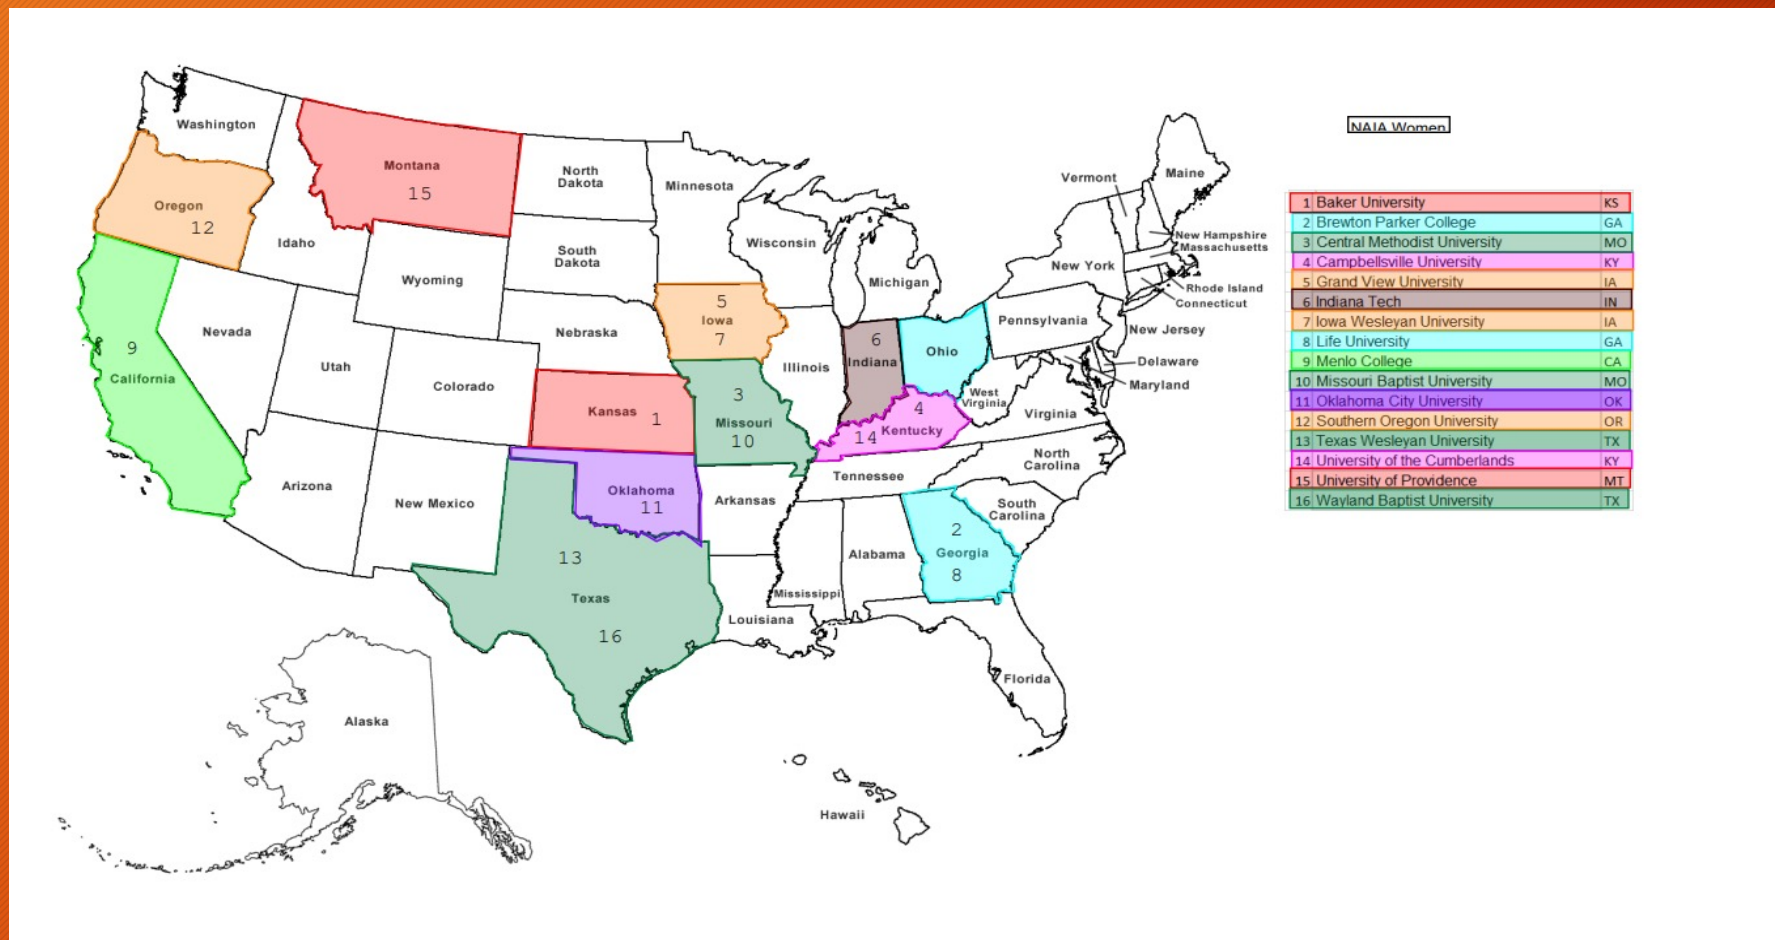 Washington
Montana
15
North
Dakota
Minnesota
Oregon
12
Idaho
Wyoming
South
Dakota
Wisconsin
Michigan
Vermont
Maine
New Hampshire
Massachusetts
New York
Rhode Island
Connecticut
Nevada
Utah
Colorado
Nebraska
5
Iowa
7
Illinois
6
Indiana
Ohio
Pennsylvania
New Jersey
Delaware
Maryland
9
California
Kansas
1
3
Missouri
10
4
14
Kentucky
West
Virginia
Virginia
Arizona
New Mexico
Oklahoma
11
Arkansas
Tennessee
North
Carolina
South
Carolina
13
Texas
16
Louisiana
Mississippi
Alabama
2
Georgia
8
Florida
Alaska
Hawaii
NAIA Women
1 Baker University KS
2 Brewton Parker College GA
3 Central Methodist University MO
4 Campbellsville University KY
5 Grand View University IA
6 Indiana Tech IN
7 Iowa Wesleyan University IA
8 Life University GA
9 Menlo College CA
10 Missouri Baptist University MO
11 Oklahoma City University OK
12 Southern Oregon University OR
13 Texas Wesleyan University TX
14 University of the Cumberlands KY
15 University of Providence MT
16 Wayland Baptist University TX